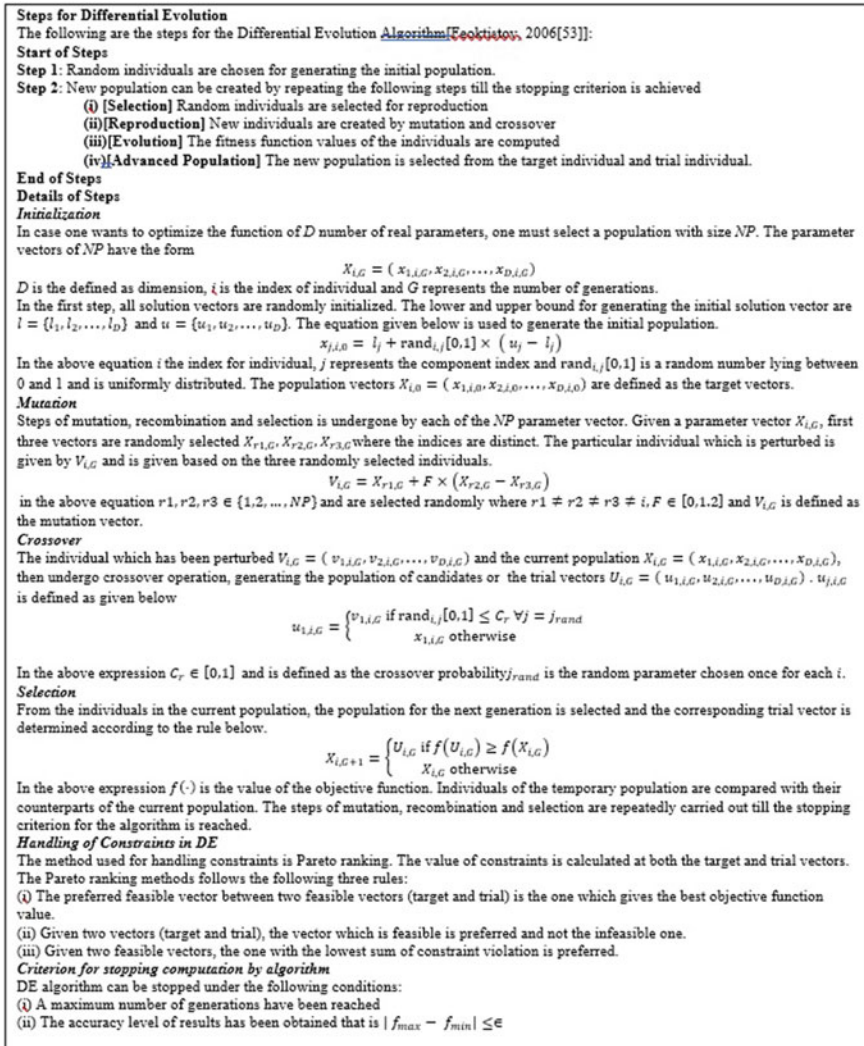 Steps for Differential Evolution
The following are the steps for the Differential Evolution Algorithm[Feoktistov, 2006[53]]:
Start of Steps
Step 1: Random individuals are chosen for generating the initial population.
Step 2: New population can be created by repeating the following steps till the stopping criterion is achieved
(i) [Selection] Random individuals are selected for reproduction
(ii)[Reproduction] New individuals are created by mutation and crossover
(iii)[Evolution] The fitness function values of the individuals are computed
(iv)[Advanced Population] The new population is selected from the target individual and trial individual.
End of Steps
Details of Steps
Initialization
In case one wants to optimize the function of D number of real parameters, one must select a population with size NP. The parameter
vectors of NP have the form
X_{i,G} = ( x_{1,i,G}, x_{2,i,G}, . . . . , x_{D,i,G})
D is the defined as dimension, i is the index of individual and G represents the number of generations.
In the first step, all solution vectors are randomly initialized. The lower and upper bound for generating the initial solution vector are
l = {l_1, l_2, . . . , l_D} and u = {u_1, u_2, . . . , u_D}. The equation given below is used to generate the initial population.
x_{j,i,0} = l_j + rand_{i,j}[0,1] × ( u_j − l_j)
In the above equation i the index for individual, j represents the component index and rand_{i,j}[0,1] is a random number lying between
0 and 1 and is uniformly distributed. The population vectors X_{i,0} = ( x_{1,i,0}, x_{2,i,0}, . . . . , x_{D,i,0}) are defined as the target vectors.
Mutation
Steps of mutation, recombination and selection is undergone by each of the NP parameter vector. Given a parameter vector X_{i,G}, first
three vectors are randomly selected X_{r1,G}, X_{r2,G}, X_{r3,G} where the indices are distinct. The particular individual which is perturbed is
given by V_{i,G} and is given based on the three randomly selected individuals.
V_{i,G} = X_{r1,G} + F × (X_{r2,G} − X_{r3,G})
in the above equation r1, r2, r3 ∈ {1,2, ... , NP} and are selected randomly where r1 ≠ r2 ≠ r3 ≠ i, F ∈ [0,1.2] and V_{i,G} is defined as
the mutation vector.
Crossover
The individual which has been perturbed V_{i,G} = ( v_{1,i,G}, v_{2,i,G}, . . . . , v_{D,i,G}) and the current population X_{i,G} = ( x_{1,i,G}, x_{2,i,G}, . . . . , x_{D,i,G}),
then undergo crossover operation, generating the population of candidates or the trial vectors U_{i,G} = ( u_{1,i,G}, u_{2,i,G}, . . . . , u_{D,i,G}) . u_{j,i,G}
is defined as given below
u_{1,i,G} = { v_{1,i,G} if rand_{i,j}[0,1] ≤ C_r ∀j = j_{rand}
x_{1,i,G} otherwise
In the above expression C_r ∈ [0,1] and is defined as the crossover probability j_{rand} is the random parameter chosen once for each i.
Selection
From the individuals in the current population, the population for the next generation is selected and the corresponding trial vector is
determined according to the rule below.
X_{i,G+1} = { U_{i,G} if f(U_{i,G}) ≥ f(X_{i,G})
X_{i,G} otherwise
In the above expression f(·) is the value of the objective function. Individuals of the temporary population are compared with their
counterparts of the current population. The steps of mutation, recombination and selection are repeatedly carried out till the stopping
criterion for the algorithm is reached.
Handling of Constraints in DE
The method used for handling constraints is Pareto ranking. The value of constraints is calculated at both the target and trial vectors.
The Pareto ranking methods follows the following three rules:
(i) The preferred feasible vector between two feasible vectors (target and trial) is the one which gives the best objective function
value.
(ii) Given two vectors (target and trial), the vector which is feasible is preferred and not the infeasible one.
(iii) Given two feasible vectors, the one with the lowest sum of constraint violation is preferred.
Criterion for stopping computation by algorithm
DE algorithm can be stopped under the following conditions:
(i) A maximum number of generations have been reached
(ii) The accuracy level of results has been obtained that is | f_{max} − f_{min}| ≤∈